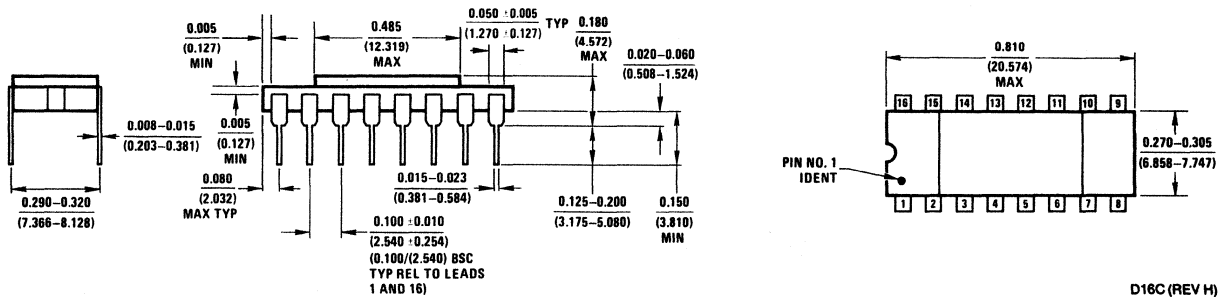 0.005
(0.127)
MIN
0.485
(12.319)
MAX
0.050 ±0.005
(1.270 ±0.127)
TYP
0.180
(4.572)
MAX
0.020–0.060
(0.508–1.524)
0.008–0.015
(0.203–0.381)
0.005
(0.127)
MIN
0.290–0.320
(7.366–8.128)
0.080
(2.032)
MAX TYP
0.015–0.023
(0.381–0.584)
0.100 ±0.010
(2.540 ±0.254)
(0.100/(2.540) BSC
TYP REL TO LEADS
1 AND 16)
0.125–0.200
(3.175–5.080)
0.150
(3.810)
MIN
0.810
(20.574)
MAX
16 15 14 13 12 11 10 9
PIN NO. 1
IDENT
0.270–0.305
(6.858–7.747)
1 2 3 4 5 6 7 8
D16C (REV H)